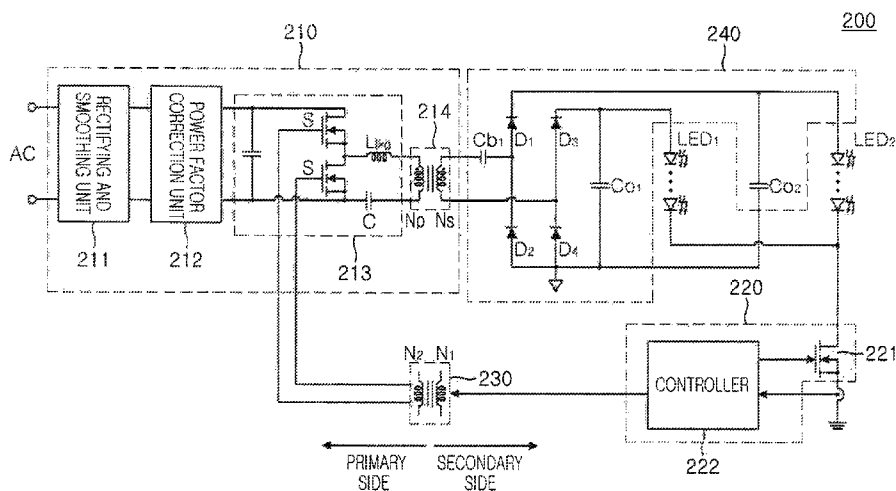 200
210
240
RECTIFYING AND
SMOOTHING UNIT
POWER FACTOR
CORRECTION UNIT
AC
S
S
C
214
Np Ns
Cb1
D1
D3
D2
D4
Co1
LED1
Co2
LED2
211
212
213
220
221
N2 N1
230
CONTROLLER
222
PRIMARY
SIDE
SECONDARY
SIDE